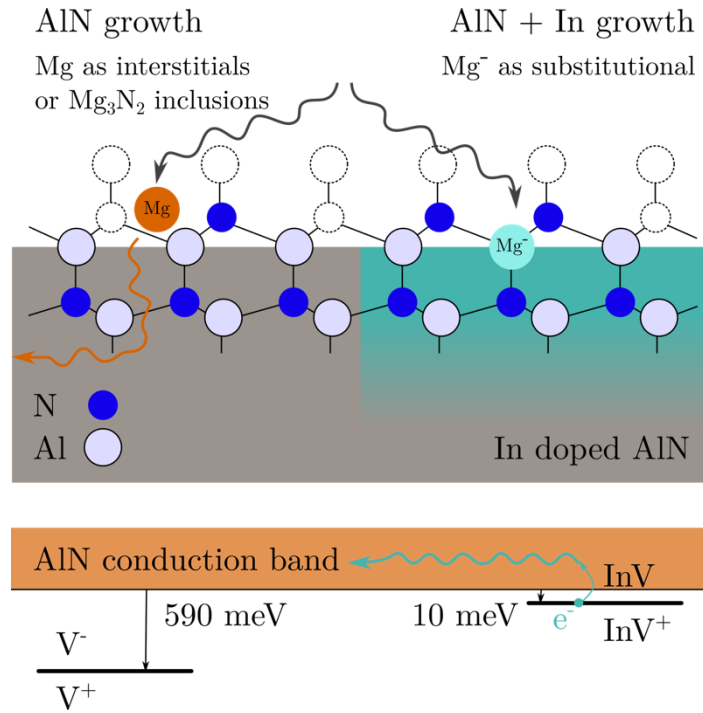 AlN growth
Mg as interstitials
or Mg₃N₂ inclusions
AlN + In growth
Mg⁻ as substitutional
Mg
Mg⁻
N
Al
In doped AlN
AlN conduction band
590 meV
10 meV
InV
e⁻
InV⁺
V⁻
V⁺